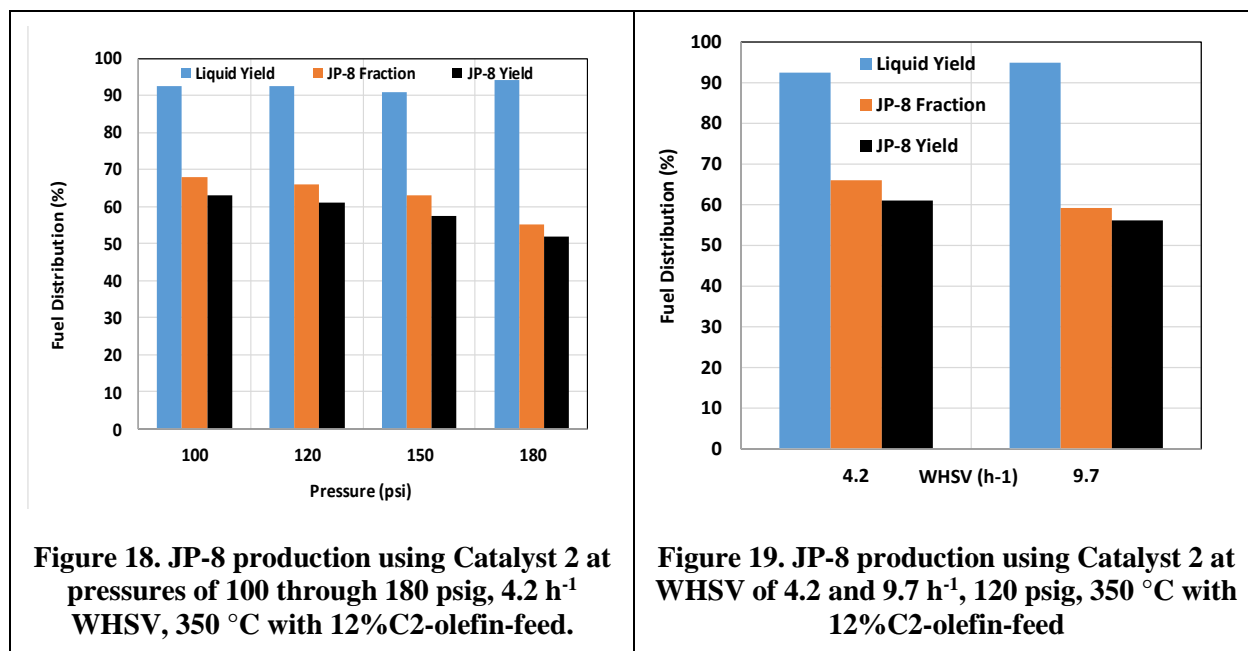 100
90
80
70
60
50
40
30
20
10
0
Fuel Distribution (%)
Liquid Yield JP-8 Fraction JP-8 Yield
100 120 150 180
Pressure (psi)
Figure 18. JP-8 production using Catalyst 2 at
pressures of 100 through 180 psig, 4.2 h⁻¹
WHSV, 350 °C with 12%C2-olefin-feed.
100
90
80
70
60
50
40
30
20
10
0
Fuel Distribution (%)
Liquid Yield
JP-8 Fraction
JP-8 Yield
4.2 WHSV (h-1) 9.7
Figure 19. JP-8 production using Catalyst 2 at
WHSV of 4.2 and 9.7 h⁻¹, 120 psig, 350 °C with
12%C2-olefin-feed